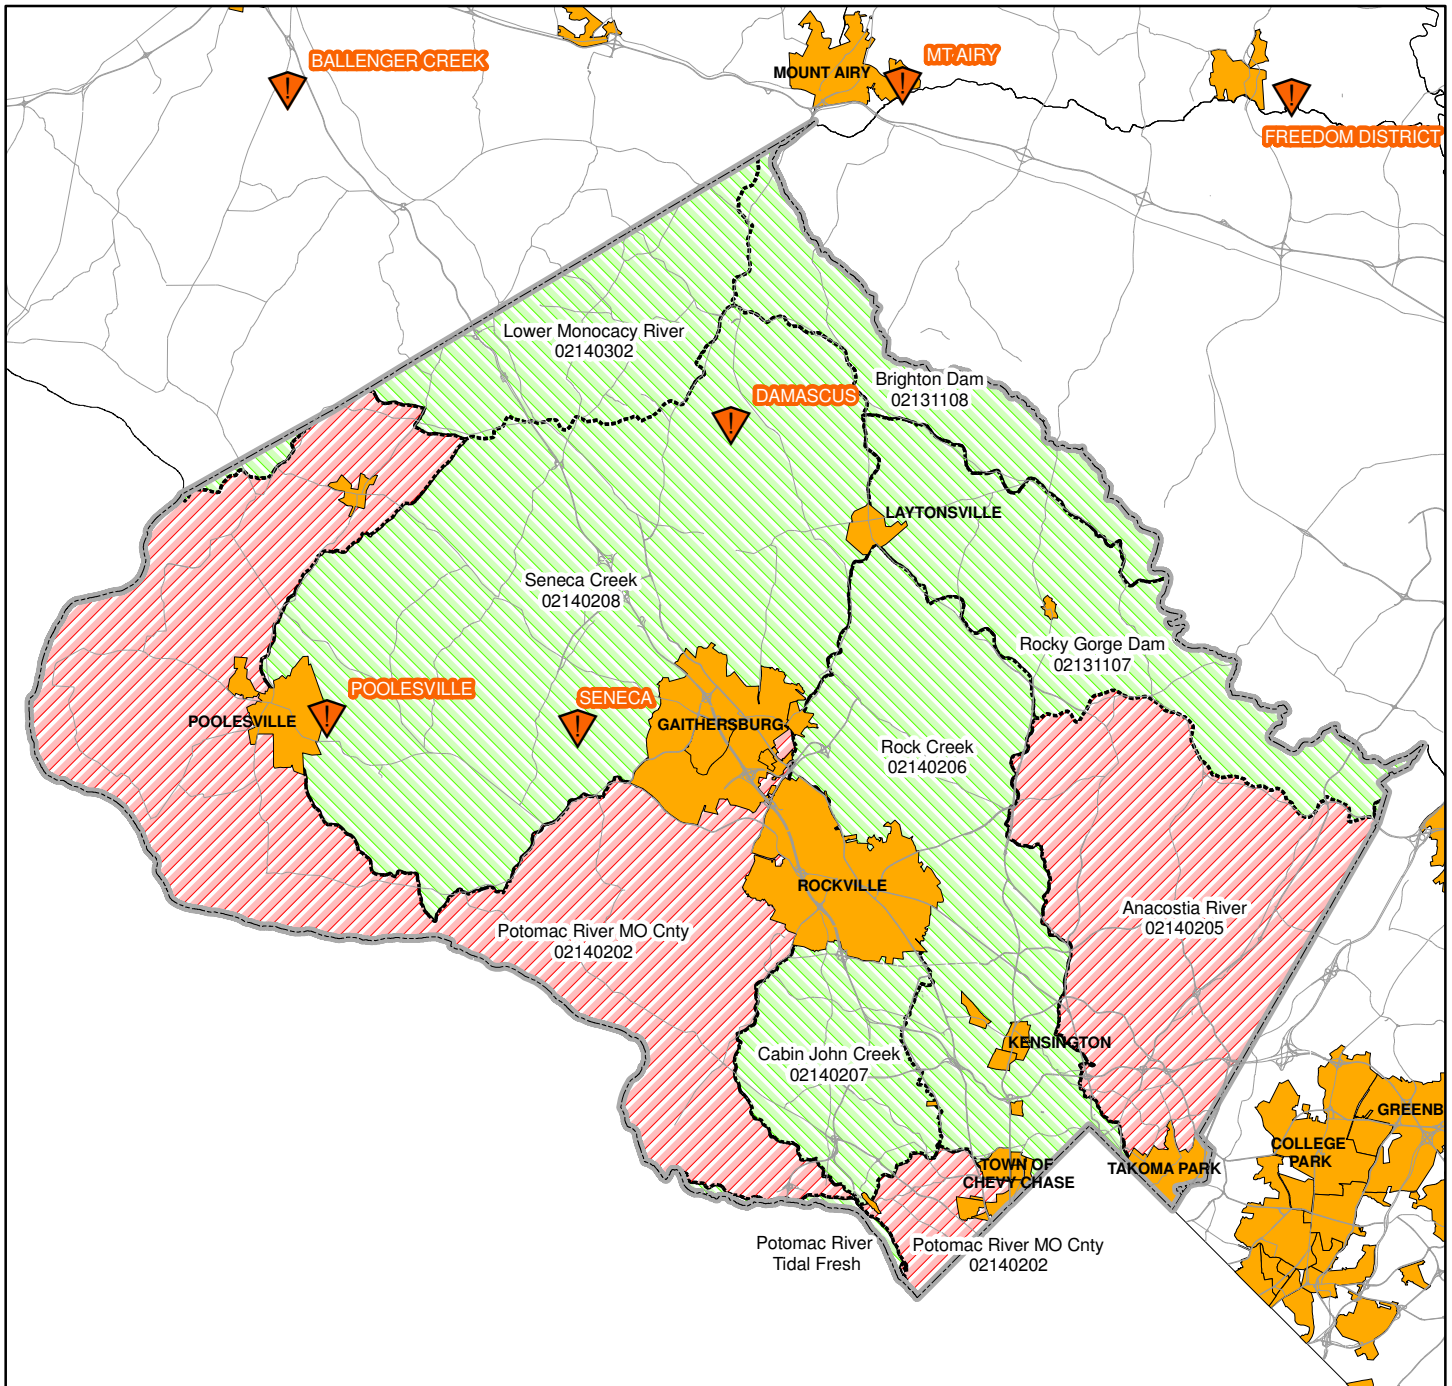 BALLENGER CREEK
MT AIRY
MOUNT AIRY
FREEDOM DISTRICT
Lower Monocacy River
02140302
Brighton Dam
02131108
DAMASCUS
LAYTONSVILLE
Seneca Creek
02140208
Rocky Gorge Dam
02131107
POOLESVILLE
SENECA
POOLESVILLE
GAITHERSBURG
Rock Creek
02140206
ROCKVILLE
Anacostia River
02140205
Potomac River MO Cnty
02140202
KENSINGTON
Cabin John Creek
02140207
GREENB
COLLEGE
PARK
TOWN OF
CHEVY CHASE
TAKOMA PARK
Potomac River
Tidal Fresh
Potomac River MO Cnty
02140202